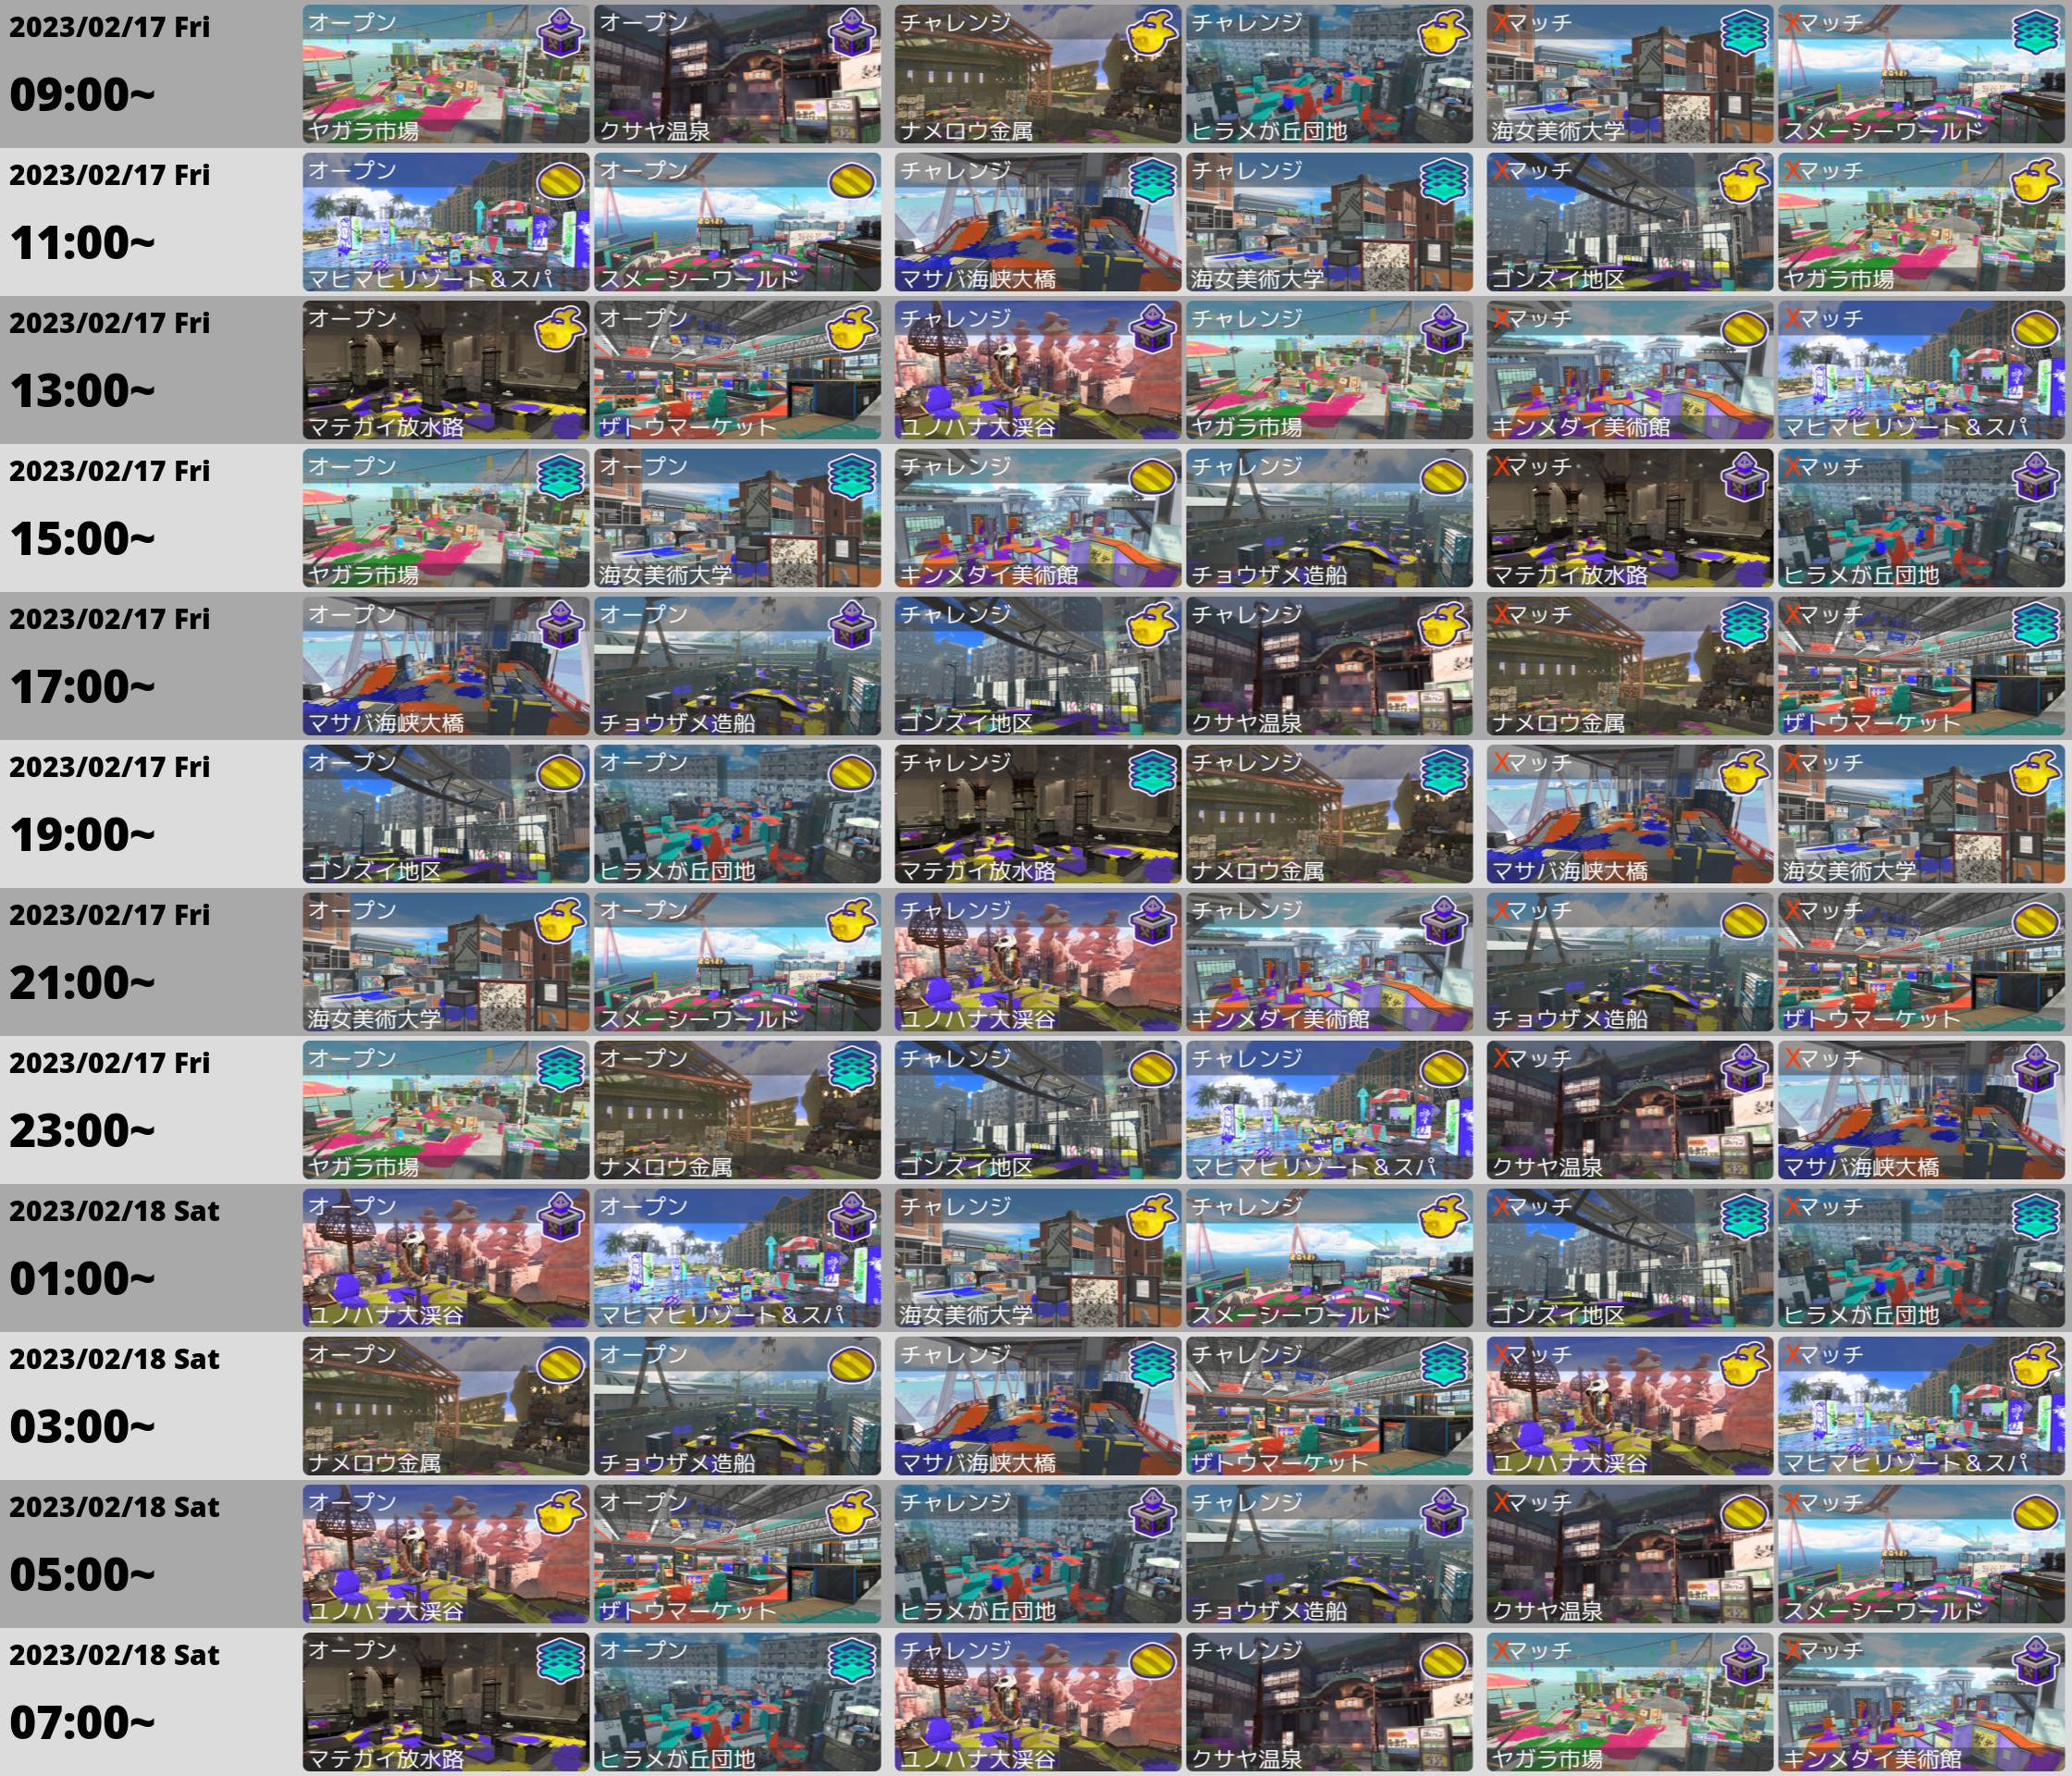 2023/02/17 Fri
09:00~
オープン オープン チャレンジ チャレンジ Xマッチ Xマッチ
ヤガラ市場 クサヤ温泉 ナメロウ金属 ヒラメが丘団地 海女美術大学 スメーシーワールド
2023/02/17 Fri
11:00~
オープン オープン チャレンジ チャレンジ Xマッチ Xマッチ
マヒマヒリゾート&スパ スメーシーワールド マサバ海峡大橋 海女美術大学 ゴンズイ地区 ヤガラ市場
2023/02/17 Fri
13:00~
オープン オープン チャレンジ チャレンジ Xマッチ Xマッチ
マテガイ放水路 ザトウマーケット ユノハナ大渓谷 ヤガラ市場 キンメダイ美術館 マヒマヒリゾート&スパ
2023/02/17 Fri
15:00~
オープン オープン チャレンジ チャレンジ Xマッチ Xマッチ
ヤガラ市場 海女美術大学 キンメダイ美術館 チョウザメ造船 マテガイ放水路 ヒラメが丘団地
2023/02/17 Fri
17:00~
オープン オープン チャレンジ チャレンジ Xマッチ Xマッチ
マサバ海峡大橋 チョウザメ造船 ゴンズイ地区 クサヤ温泉 ナメロウ金属 ザトウマーケット
2023/02/17 Fri
19:00~
オープン オープン チャレンジ チャレンジ Xマッチ Xマッチ
ゴンズイ地区 ヒラメが丘団地 マテガイ放水路 ナメロウ金属 マサバ海峡大橋 海女美術大学
2023/02/17 Fri
21:00~
オープン オープン チャレンジ チャレンジ Xマッチ Xマッチ
海女美術大学 スメーシーワールド ユノハナ大渓谷 キンメダイ美術館 チョウザメ造船 ザトウマーケット
2023/02/17 Fri
23:00~
オープン オープン チャレンジ チャレンジ Xマッチ Xマッチ
ヤガラ市場 ナメロウ金属 ゴンズイ地区 マヒマヒリゾート&スパ クサヤ温泉 マサバ海峡大橋
2023/02/18 Sat
01:00~
オープン オープン チャレンジ チャレンジ Xマッチ Xマッチ
ユノハナ大渓谷 マヒマヒリゾート&スパ 海女美術大学 スメーシーワールド ゴンズイ地区 ヒラメが丘団地
2023/02/18 Sat
03:00~
オープン オープン チャレンジ チャレンジ Xマッチ Xマッチ
ナメロウ金属 チョウザメ造船 マサバ海峡大橋 ザトウマーケット ユノハナ大渓谷 マヒマヒリゾート&スパ
2023/02/18 Sat
05:00~
オープン オープン チャレンジ チャレンジ Xマッチ Xマッチ
ユノハナ大渓谷 ザトウマーケット ヒラメが丘団地 チョウザメ造船 クサヤ温泉 スメーシーワールド
2023/02/18 Sat
07:00~
オープン オープン チャレンジ チャレンジ Xマッチ Xマッチ
マテガイ放水路 ヒラメが丘団地 ユノハナ大渓谷 クサヤ温泉 ヤガラ市場 キンメダイ美術館